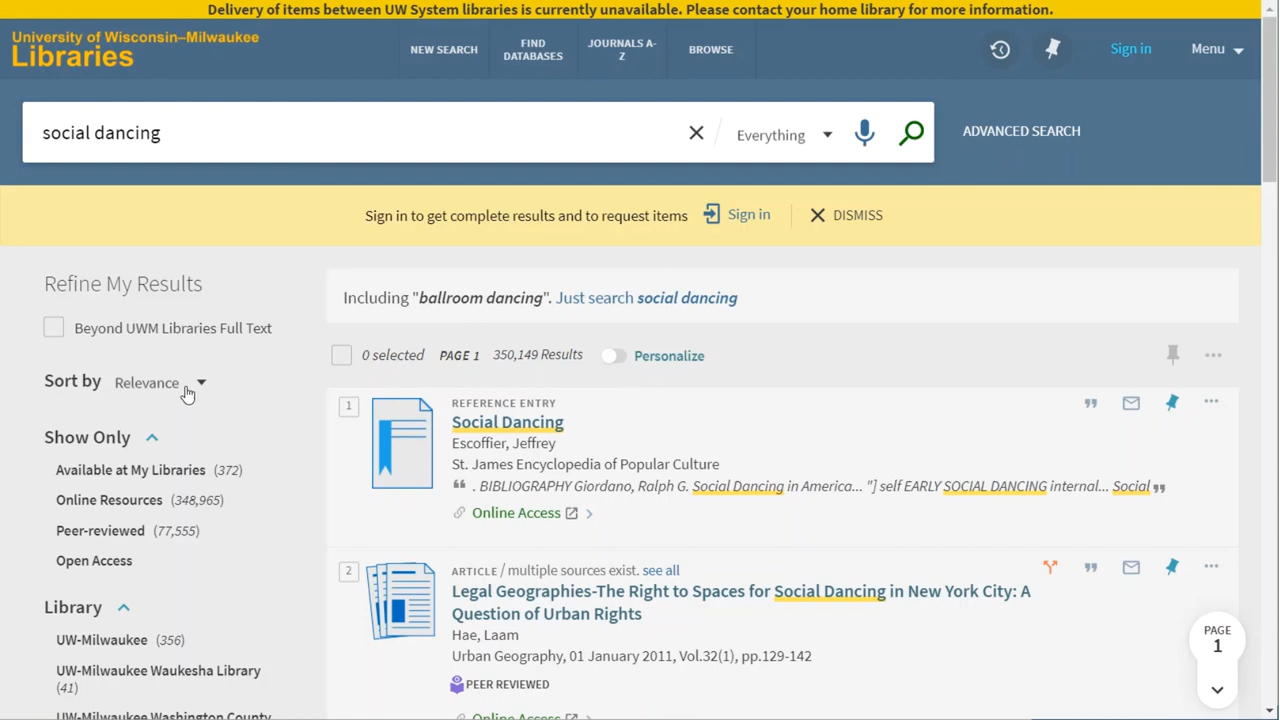 Delivery of items between UW System libraries is currently unavailable. Please contact your home library for more information.
University of Wisconsin–Milwaukee
Libraries
NEW SEARCH
FIND
DATABASES
JOURNALS A-
Z
BROWSE
Sign in
Menu
social dancing
Everything
ADVANCED SEARCH
Sign in to get complete results and to request items
Sign in
DISMISS
Refine My Results
Beyond UWM Libraries Full Text
Sort by Relevance
Show Only
Available at My Libraries (372)
Online Resources (348,965)
Peer-reviewed (77,555)
Open Access
Library
UW-Milwaukee (356)
UW-Milwaukee Waukesha Library
(41)
UW-Milwaukee Washington County
Including "ballroom dancing". Just search social dancing
0 selected PAGE 1 350,149 Results Personalize
1
REFERENCE ENTRY
Social Dancing
Escoffier, Jeffrey
St. James Encyclopedia of Popular Culture
“ . BIBLIOGRAPHY Giordano, Ralph G. Social Dancing in America... "] self EARLY SOCIAL DANCING internal... Social ”
Online Access
2
ARTICLE / multiple sources exist. see all
Legal Geographies-The Right to Spaces for Social Dancing in New York City: A
Question of Urban Rights
Hae, Laam
Urban Geography, 01 January 2011, Vol.32(1), pp.129-142
PEER REVIEWED
Online Access
PAGE
1